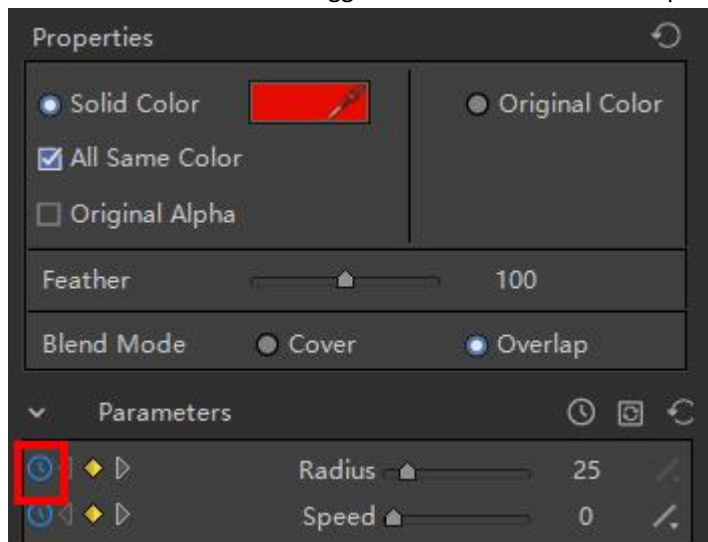 Properties
Solid Color
Original Color
All Same Color
Original Alpha
Feather 100
Blend Mode Cover Overlap
Parameters
Radius 25
Speed 0